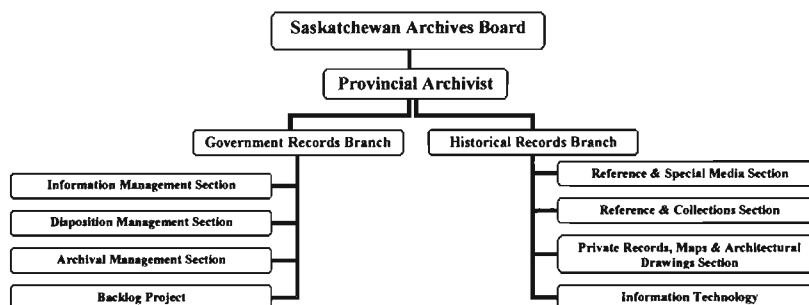 Saskatchewan Archives Board
Provincial Archivist
Government Records Branch
Historical Records Branch
Information Management Section
Disposition Management Section
Archival Management Section
Backlog Project
Reference & Special Media Section
Reference & Collections Section
Private Records, Maps & Architectural
Drawings Section
Information Technology